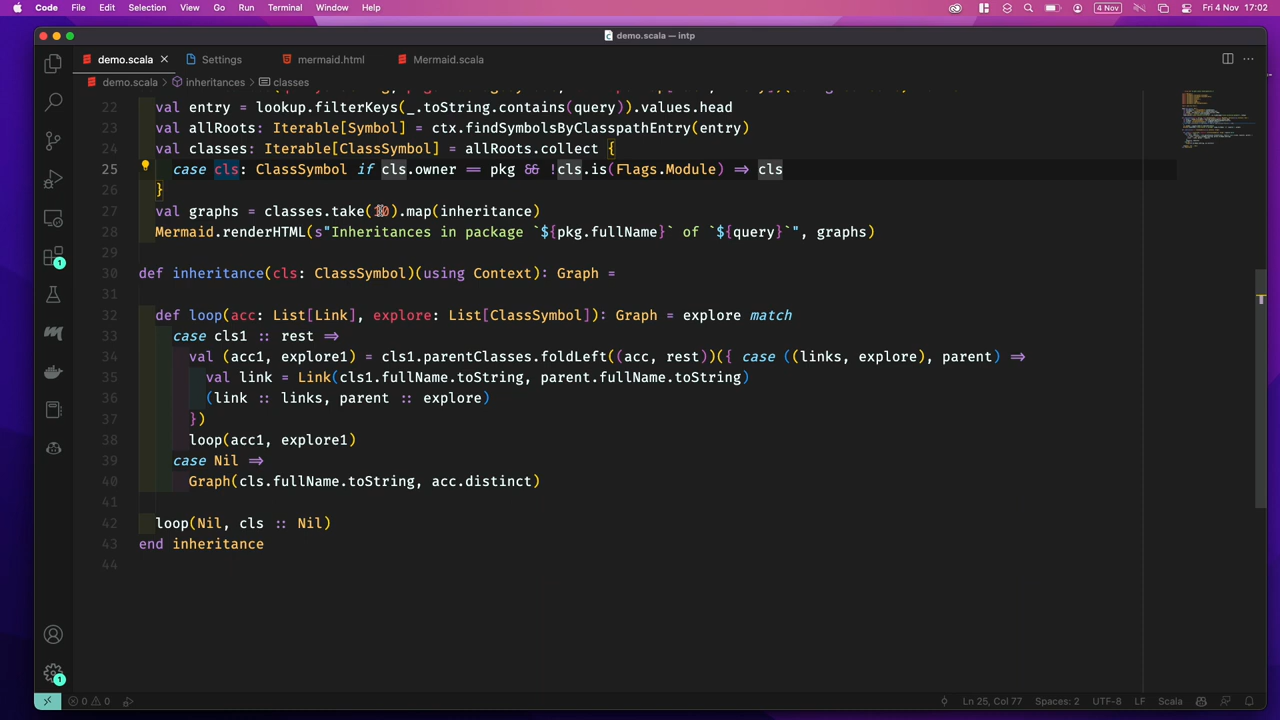 Code File Edit Selection View Go Run Terminal Window Help 4 Nov Fri 4 Nov 17:02
demo.scala — intp
demo.scala Settings mermaid.html Mermaid.scala
demo.scala inheritances classes
22 val entry = lookup.filterKeys(_.toString.contains(query)).values.head
23 val allRoots: Iterable[Symbol] = ctx.findSymbolsByClasspathEntry(entry)
24 val classes: Iterable[ClassSymbol] = allRoots.collect {
25 case cls: ClassSymbol if cls.owner == pkg && !cls.is(Flags.Module) => cls
26 }
27 val graphs = classes.take(10).map(inheritance)
28 Mermaid.renderHTML(s"Inheritances in package `${pkg.fullName}` of `${query}`", graphs)
29
30 def inheritance(cls: ClassSymbol)(using Context): Graph =
31
32 def loop(acc: List[Link], explore: List[ClassSymbol]): Graph = explore match
33 case cls1 :: rest =>
34 val (acc1, explore1) = cls1.parentClasses.foldLeft((acc, rest))({ case ((links, explore), parent) =>
35 val link = Link(cls1.fullName.toString, parent.fullName.toString)
36 (link :: links, parent :: explore)
37 })
38 loop(acc1, explore1)
39 case Nil =>
40 Graph(cls.fullName.toString, acc.distinct)
41
42 loop(Nil, cls :: Nil)
43 end inheritance
44
1
1
0 0 Ln 25, Col 77 Spaces: 2 UTF-8 LF Scala